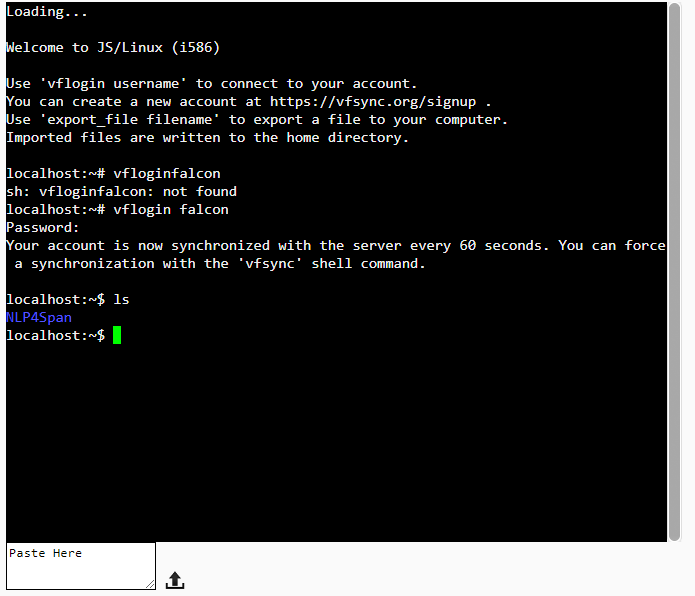 Loading...
Welcome to JS/Linux (i586)
Use 'vflogin username' to connect to your account.
You can create a new account at https://vfsync.org/signup .
Use 'export_file filename' to export a file to your computer.
Imported files are written to the home directory.
localhost:~# vfloginfalcon
sh: vfloginfalcon: not found
localhost:~# vflogin falcon
Password:
Your account is now synchronized with the server every 60 seconds. You can force
 a synchronization with the 'vfsync' shell command.
localhost:~$ ls
NLP4Span
localhost:~$
Paste Here